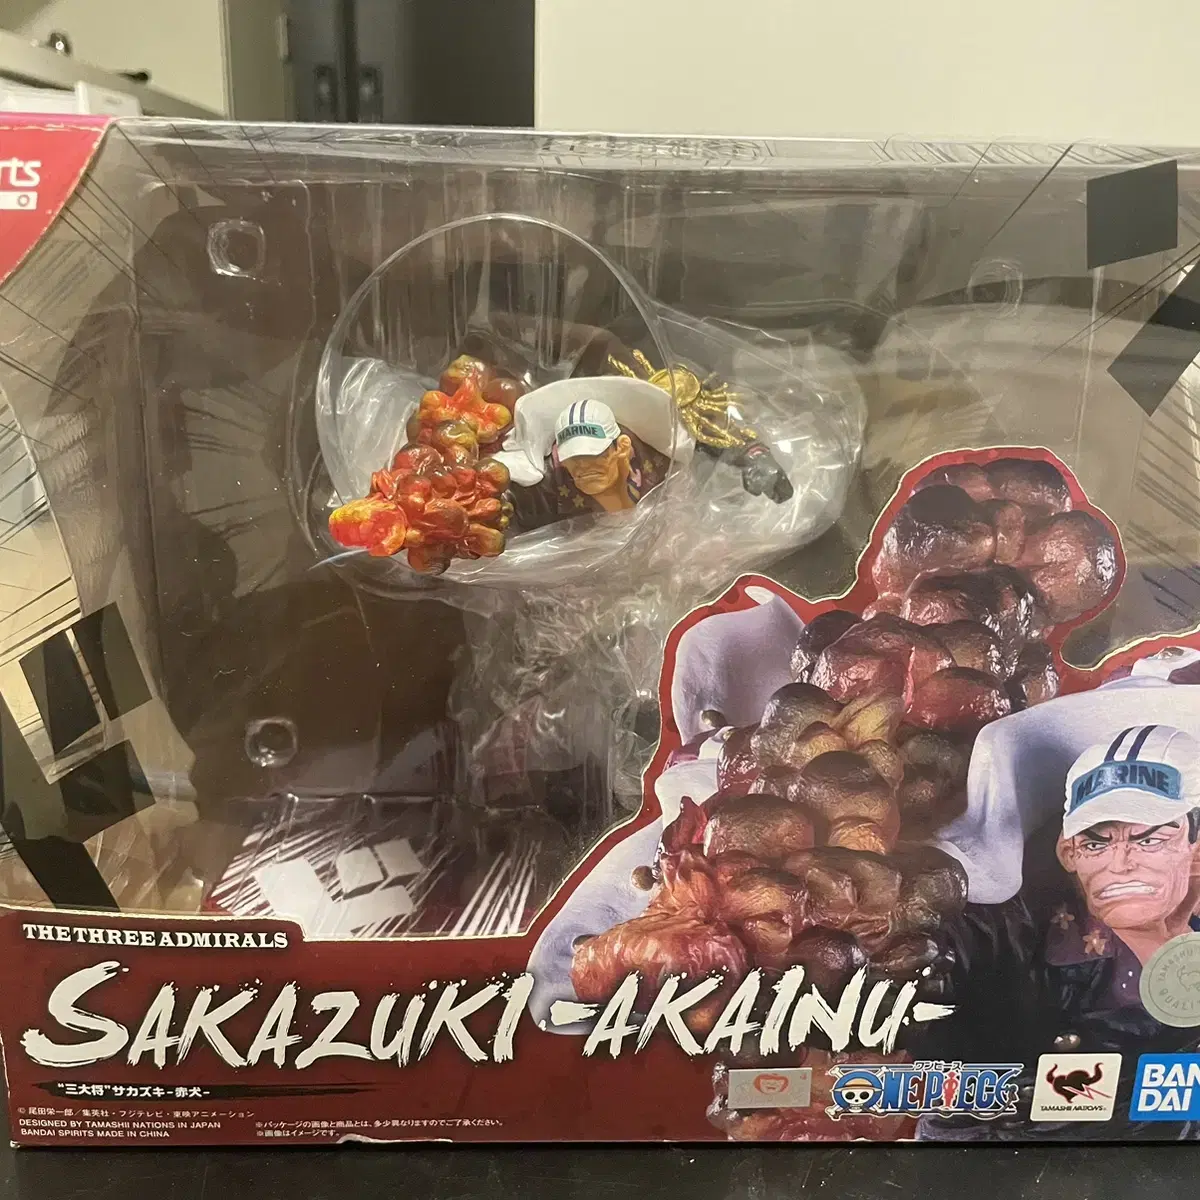 rts
MARINE
MARINE
THE THREE ADMIRALS
SAKAZUKI -AKAINU-
"三大将"サカズキ-赤犬-
© 尾田栄一郎/集英社・フジテレビ・東映アニメーション
DESIGNED BY TAMASHII NATIONS IN JAPAN
BANDAI SPIRITS MADE IN CHINA
※パッケージの画像と商品とは、多少異なりますのでご了承ください。
※画像はイメージです。
ワンピース
ONE PIECE
TAMASHII NATIONS
BAN
DAI